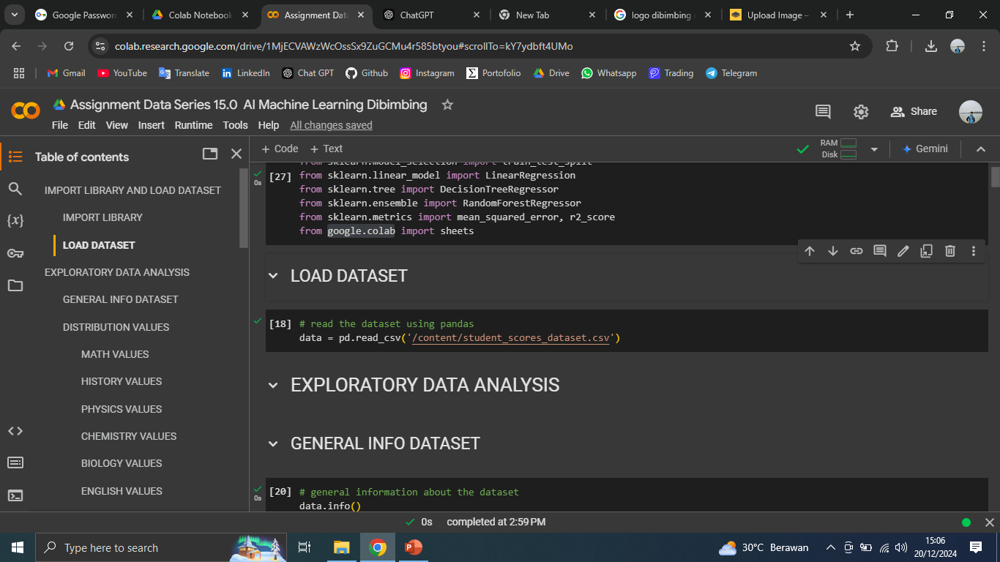 Google Passwor
Colab Notebook
Assignment Data
ChatGPT
New Tab
logo dibimbing
Upload Image –
colab.research.google.com/drive/1MjECVAWzWcOssSx9ZuGCMu4r585btyou#scrollTo=kY7ydbft4UMo
Gmail
YouTube
Translate
LinkedIn
Chat GPT
Github
Instagram
Portofolio
Drive
Whatsapp
Trading
Telegram
Assignment Data Series 15.0 AI Machine Learning Dibimbing
Share
File Edit View Insert Runtime Tools Help All changes saved
Table of contents
+ Code + Text
RAM
Disk
Gemini
IMPORT LIBRARY AND LOAD DATASET
IMPORT LIBRARY
LOAD DATASET
EXPLORATORY DATA ANALYSIS
GENERAL INFO DATASET
DISTRIBUTION VALUES
MATH VALUES
HISTORY VALUES
PHYSICS VALUES
CHEMISTRY VALUES
BIOLOGY VALUES
ENGLISH VALUES
from sklearn.model_selection import train_test_split
[27] from sklearn.linear_model import LinearRegression
0s
from sklearn.tree import DecisionTreeRegressor
from sklearn.ensemble import RandomForestRegressor
from sklearn.metrics import mean_squared_error, r2_score
from google.colab import sheets
LOAD DATASET
[18] # read the dataset using pandas
data = pd.read_csv('/content/student_scores_dataset.csv')
EXPLORATORY DATA ANALYSIS
GENERAL INFO DATASET
[20] # general information about the dataset
0s
data.info()
0s completed at 2:59 PM
Type here to search
30°C Berawan
15:06
20/12/2024